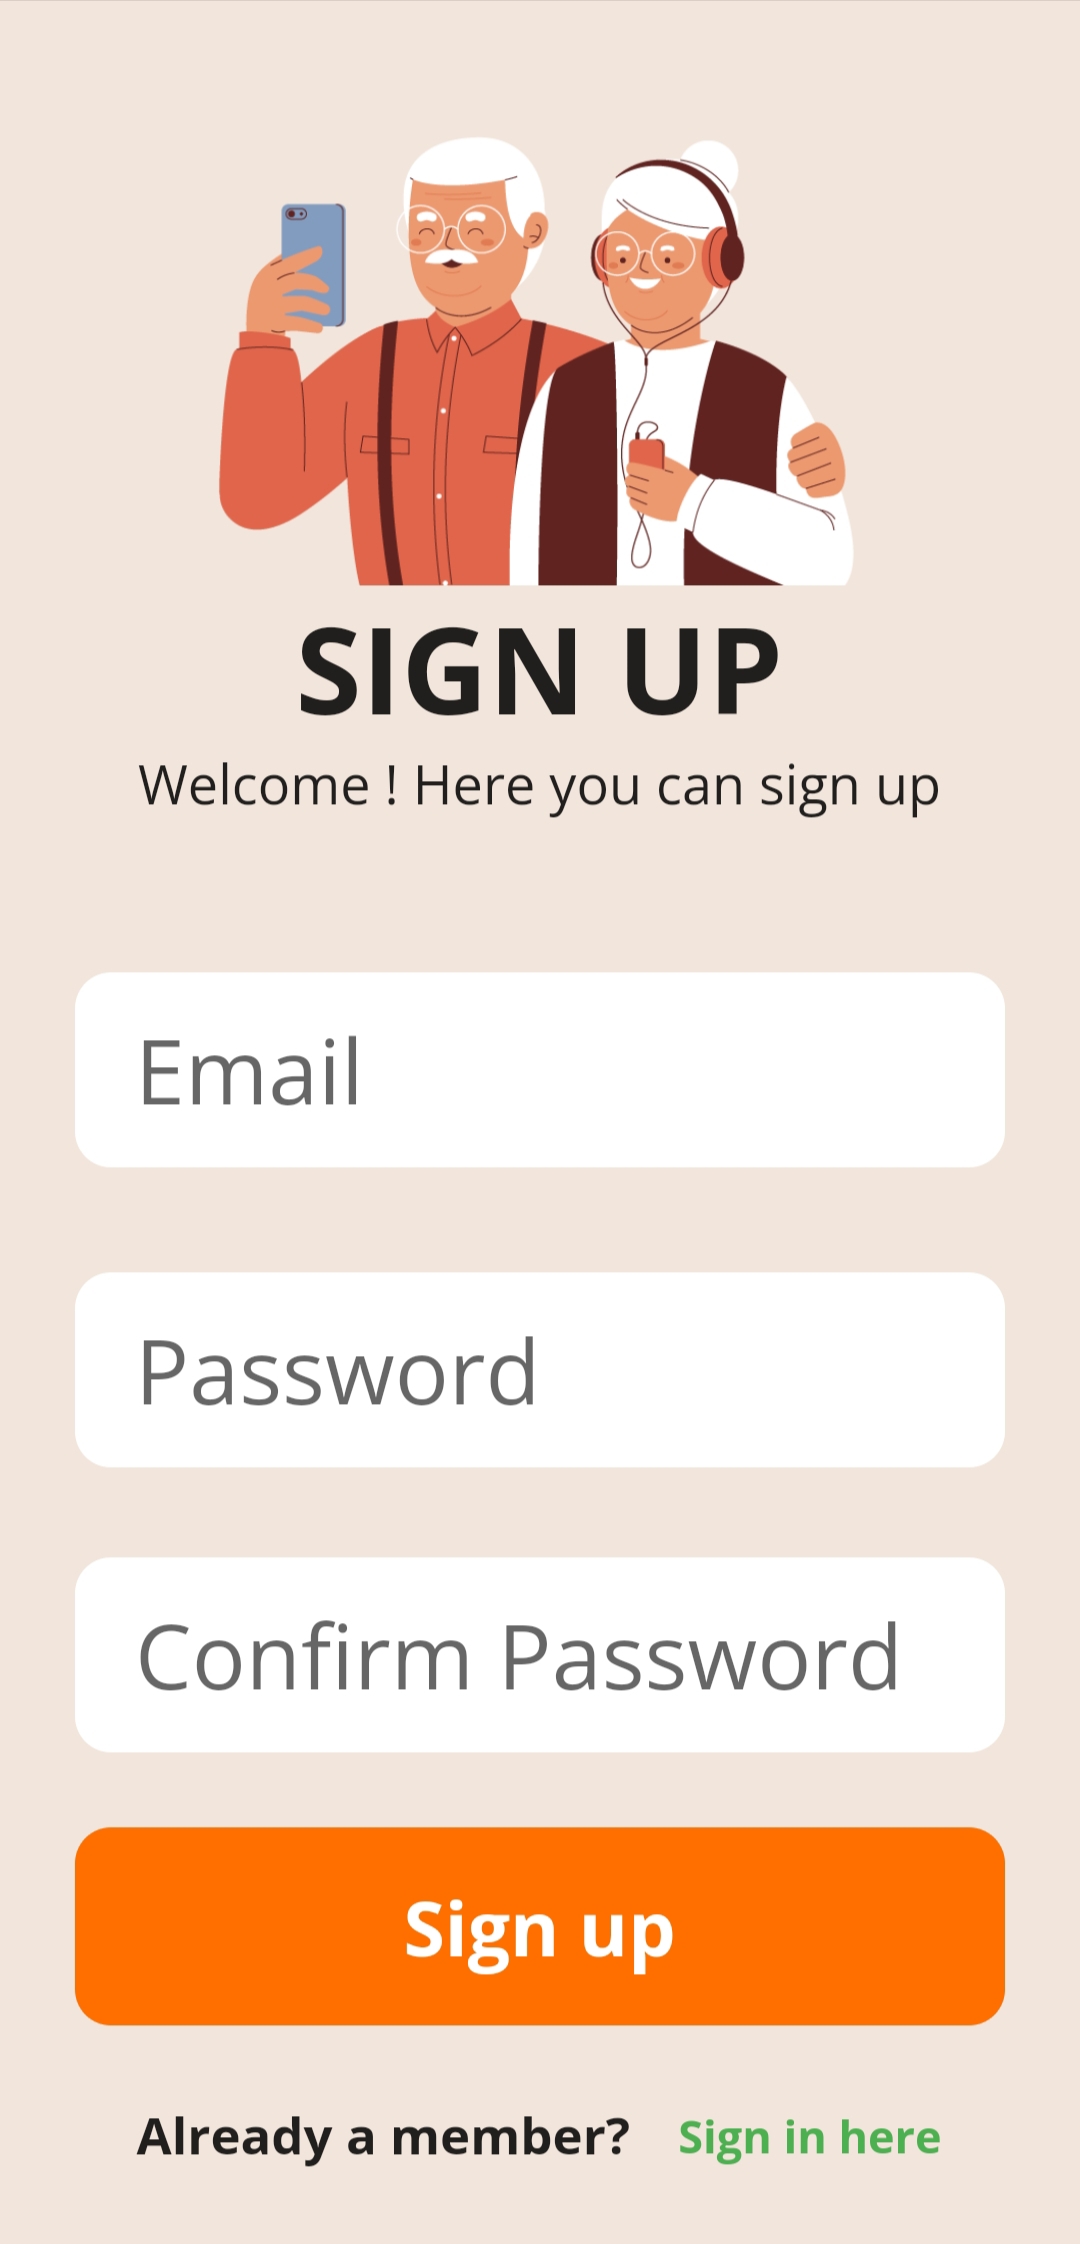 SIGN UP
Welcome ! Here you can sign up
Email
Password
Confirm Password
Sign up
Already a member? Sign in here